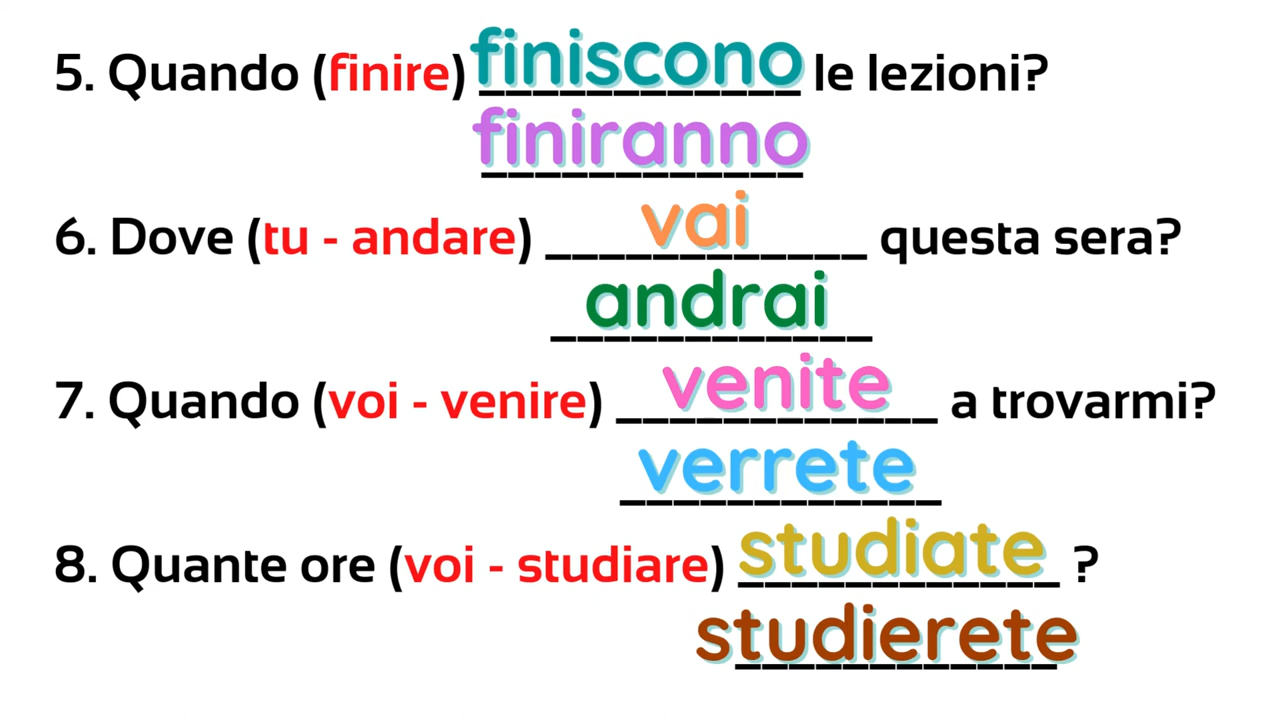 5. Quando (finire) finiscono le lezioni?
finiranno
6. Dove (tu - andare) vai questa sera?
andrai
7. Quando (voi - venire) venite a trovarmi?
verrete
8. Quante ore (voi - studiare) studiate ?
studierete